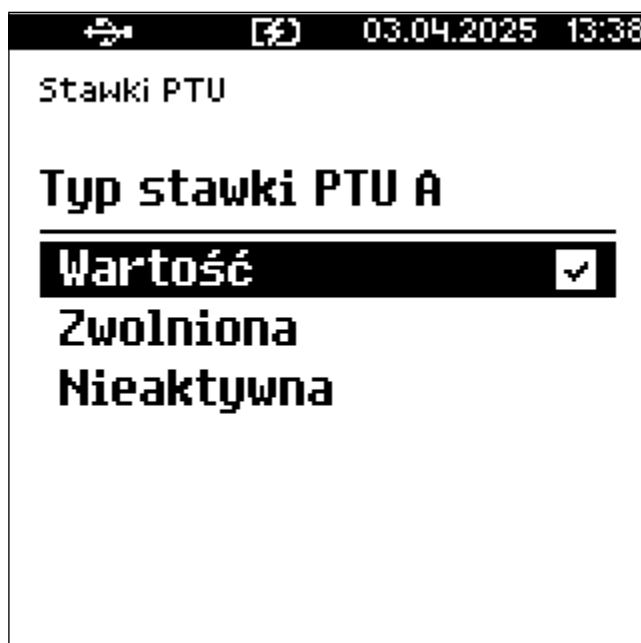 03.04.2025 13:38
Stawki PTU
Typ stawki PTU A
Wartość
Zwolniona
Nieaktywna